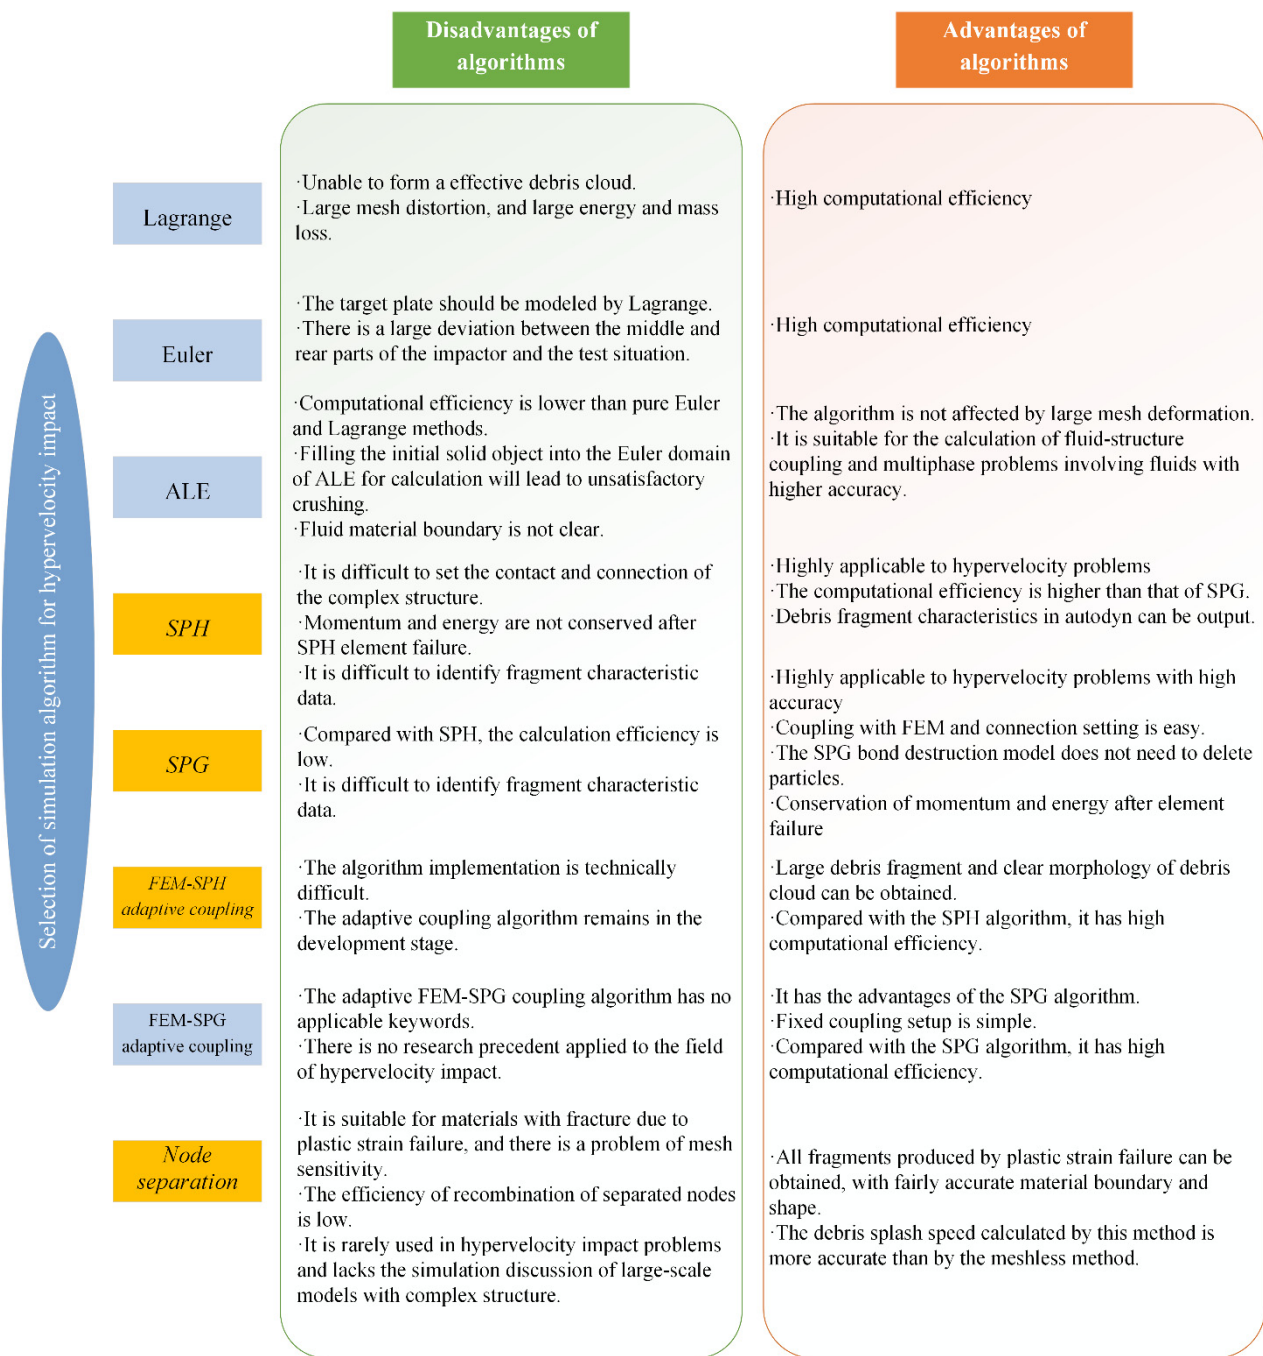 Disadvantages of
algorithms
Advantages of
algorithms
Selection of simulation algorithm for hypervelocity impact
Lagrange
·Unable to form a effective debris cloud.
·Large mesh distortion, and large energy and mass
loss.
·High computational efficiency
Euler
·The target plate should be modeled by Lagrange.
·There is a large deviation between the middle and
rear parts of the impactor and the test situation.
·High computational efficiency
ALE
·Computational efficiency is lower than pure Euler
and Lagrange methods.
·Filling the initial solid object into the Euler domain
of ALE for calculation will lead to unsatisfactory
crushing.
·Fluid material boundary is not clear.
·The algorithm is not affected by large mesh deformation.
·It is suitable for the calculation of fluid-structure
coupling and multiphase problems involving fluids with
higher accuracy.
SPH
·It is difficult to set the contact and connection of
the complex structure.
·Momentum and energy are not conserved after
SPH element failure.
·It is difficult to identify fragment characteristic
data.
·Highly applicable to hypervelocity problems
·The computational efficiency is higher than that of SPG.
·Debris fragment characteristics in autodyn can be output.
SPG
·Compared with SPH, the calculation efficiency is
low.
·It is difficult to identify fragment characteristic
data.
·Highly applicable to hypervelocity problems with high
accuracy
·Coupling with FEM and connection setting is easy.
·The SPG bond destruction model does not need to delete
particles.
·Conservation of momentum and energy after element
failure
FEM-SPH
adaptive coupling
·The algorithm implementation is technically
difficult.
·The adaptive coupling algorithm remains in the
development stage.
·Large debris fragment and clear morphology of debris
cloud can be obtained.
·Compared with the SPH algorithm, it has high
computational efficiency.
FEM-SPG
adaptive coupling
·The adaptive FEM-SPG coupling algorithm has no
applicable keywords.
·There is no research precedent applied to the field
of hypervelocity impact.
·It has the advantages of the SPG algorithm.
·Fixed coupling setup is simple.
·Compared with the SPG algorithm, it has high
computational efficiency.
Node
separation
·It is suitable for materials with fracture due to
plastic strain failure, and there is a problem of mesh
sensitivity.
·The efficiency of recombination of separated nodes
is low.
·It is rarely used in hypervelocity impact problems
and lacks the simulation discussion of large-scale
models with complex structure.
·All fragments produced by plastic strain failure can be
obtained, with fairly accurate material boundary and
shape.
·The debris splash speed calculated by this method is
more accurate than by the meshless method.